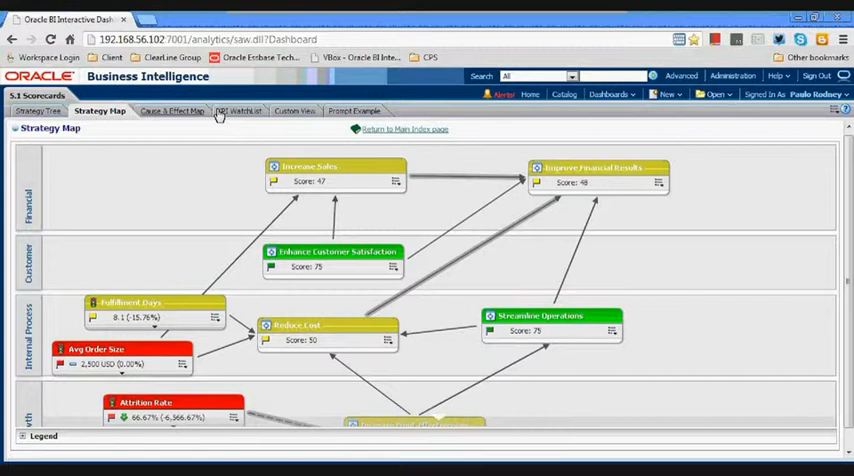 Oracle BI Interactive Dash
192.168.56.102:7001/analytics/saw.dll?Dashboard
Workspace Login
Client
ClearLine Group
Oracle Essbase Tech...
VBox - Oracle BI Inte...
CPS
Other bookmarks
ORACLE Business Intelligence
Search All Advanced Administration Help Sign Out
5.1 Scorecards
Alerts! Home Catalog Dashboards New Open Signed In As Paulo Rodney
Strategy Tree Strategy Map Cause & Effect Map KPI WatchList Custom View Prompt Example
Strategy Map
Return to Main Index page
Financial
Increase Sales
Score: 47
Improve Financial Results
Score: 48
Customer
Enhance Customer Satisfaction
Score: 75
Internal Process
Fulfillment Days
8.1 (-15.76%)
Reduce Cost
Score: 50
Streamline Operations
Score: 75
Avg Order Size
2,500 USD (0.00%)
Attrition Rate
66.67% (-6,566.67%)
Legend